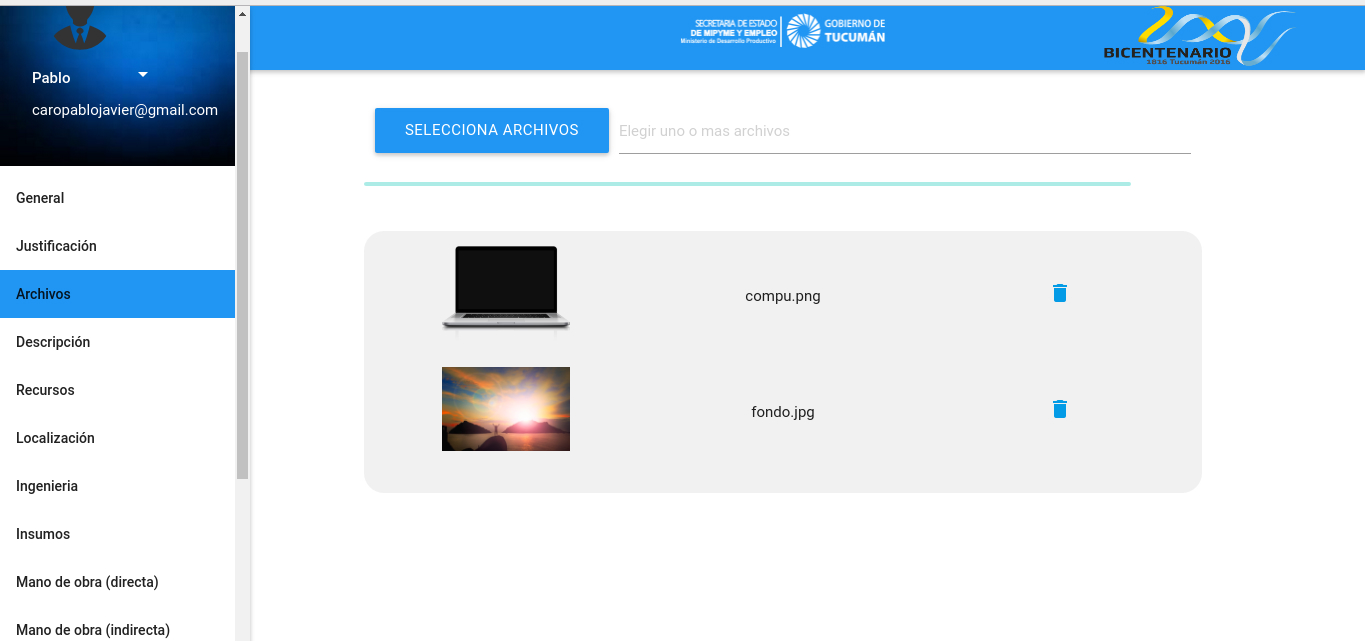 SECRETARIA DE ESTADO
DE MIPYME Y EMPLEO
Ministerio de Desarrollo Productivo
GOBIERNO DE
TUCUMÁN
BICENTENARIO
1816 Tucumán 2016
Pablo
caropablojavier@gmail.com
General
Justificación
Archivos
Descripción
Recursos
Localización
Ingenieria
Insumos
Mano de obra (directa)
Mano de obra (indirecta)
SELECCIONA ARCHIVOS
Elegir uno o mas archivos
compu.png
fondo.jpg